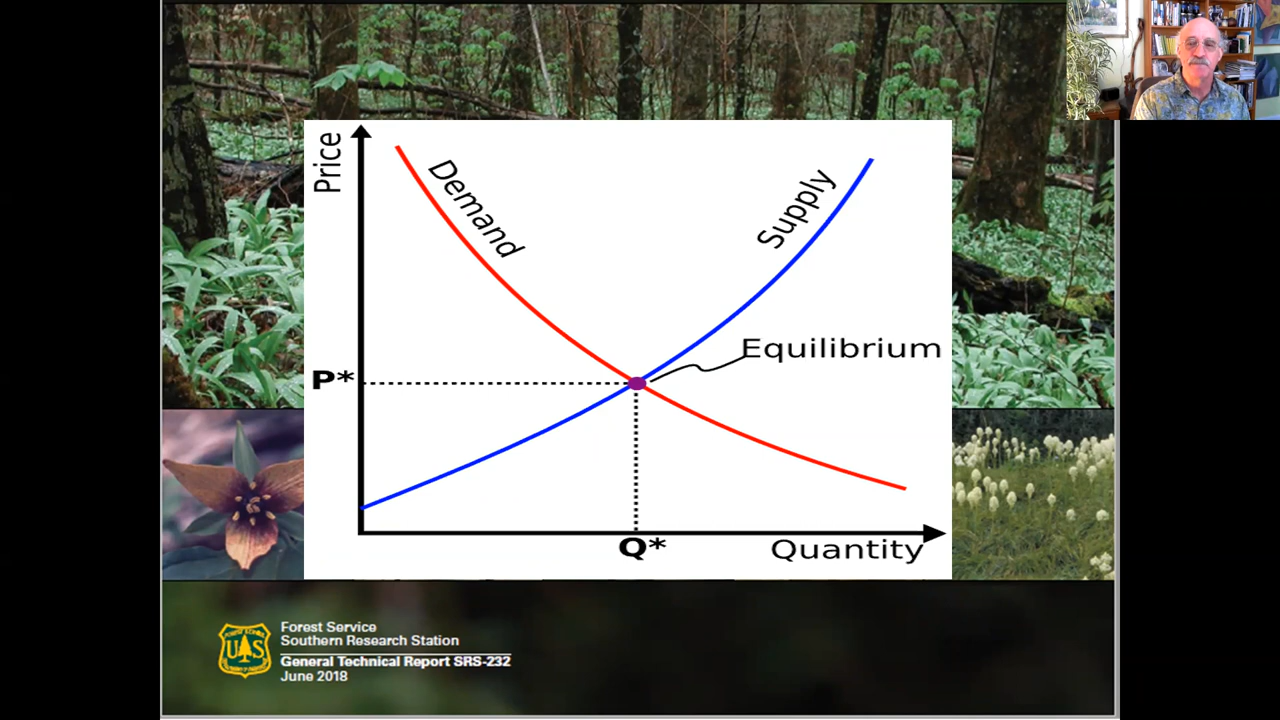 Price
Demand
Supply
Equilibrium
P*
Q*
Quantity
Forest Service
Southern Research Station
General Technical Report SRS-232
June 2018
U S